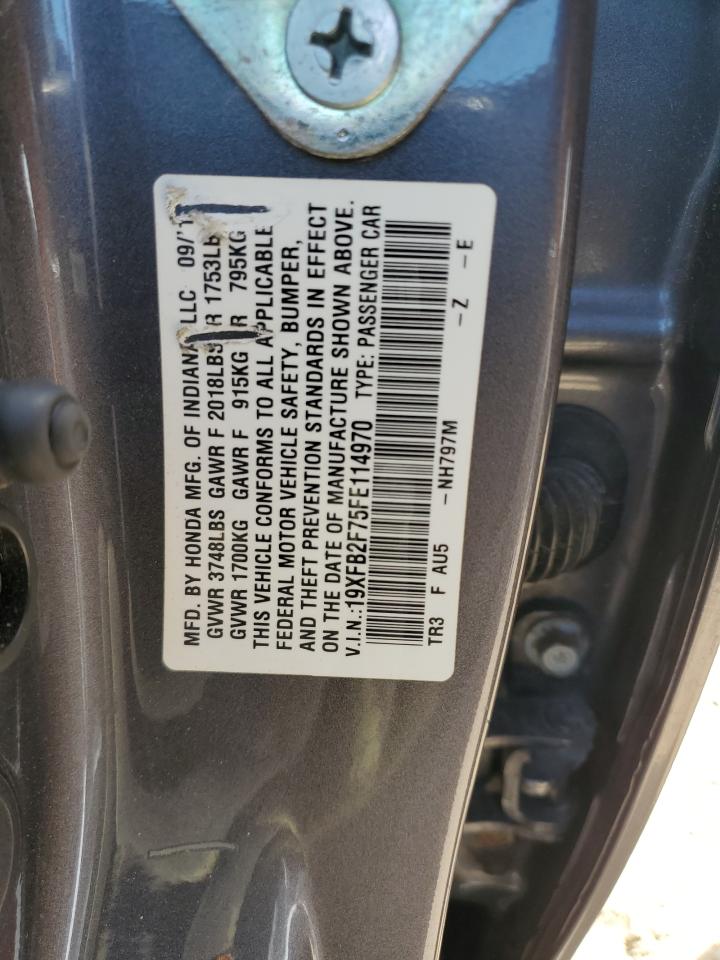 MFD. BY HONDA MFG. OF INDIANA LLC 09/'1
GVWR 3748LBS GAWR F 2018LBS R 1753LB
GVWR 1700KG GAWR F 915KG R 795KG
THIS VEHICLE CONFORMS TO ALL APPLICABLE
FEDERAL MOTOR VEHICLE SAFETY, BUMPER,
AND THEFT PREVENTION STANDARDS IN EFFECT
ON THE DATE OF MANUFACTURE SHOWN ABOVE.
V.I.N.:19XFB2F75FE114970 TYPE: PASSENGER CAR
TR3 F AU5 -NH797M -Z -E